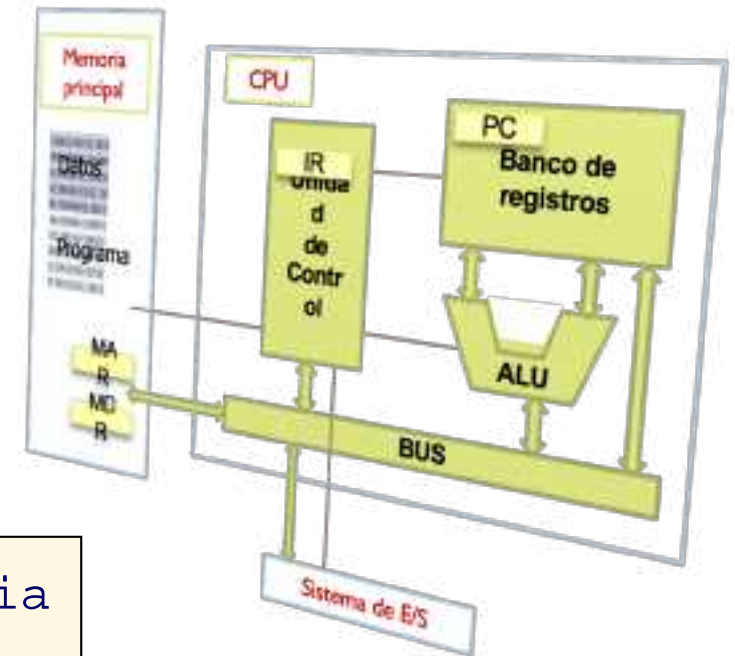 Memoria
principal
Datos
Programa
MA
R
MD
R
CPU
IR
Unida
d
de
Contr
ol
PC
Banco de
registros
ALU
BUS
Sistema de E/S
ia